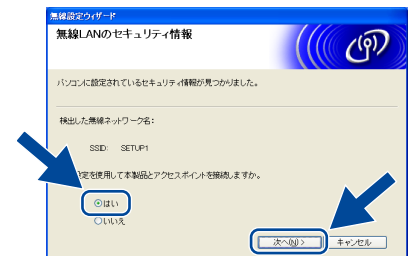 無線設定ウィザード
無線LANのセキュリティ情報
パソコンに設定されているセキュリティ情報が見つかりました。
検出した無線ネットワーク名：
SSID: SETUP1
設定を使用して本製品とアクセスポイントを接続しますか。
はい
いいえ
次へ(N) >
キャンセル